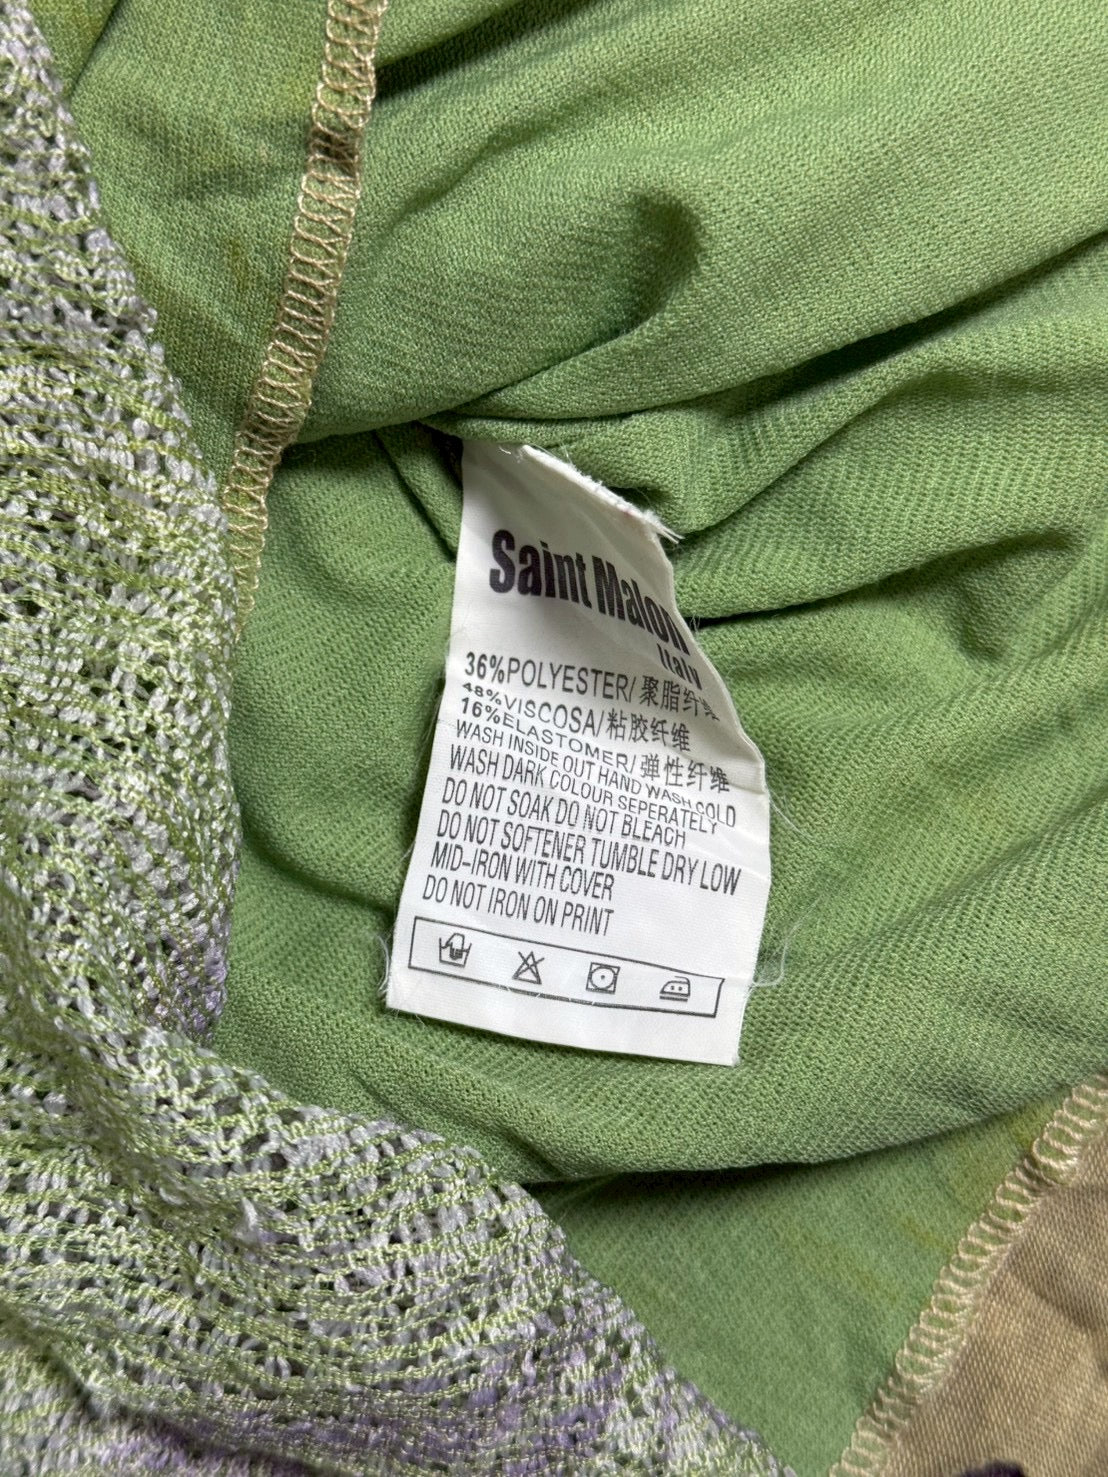 Saint Malon
Italy
36%POLYESTER/聚脂纤维
48%VISCOSA/粘胶纤维
16%ELASTOMER/弹性纤维
WASH INSIDE OUT HAND WASH COLD
WASH DARK COLOUR SEPERATELY
DO NOT SOAK DO NOT BLEACH
DO NOT SOFTENER TUMBLE DRY LOW
MID-IRON WITH COVER
DO NOT IRON ON PRINT